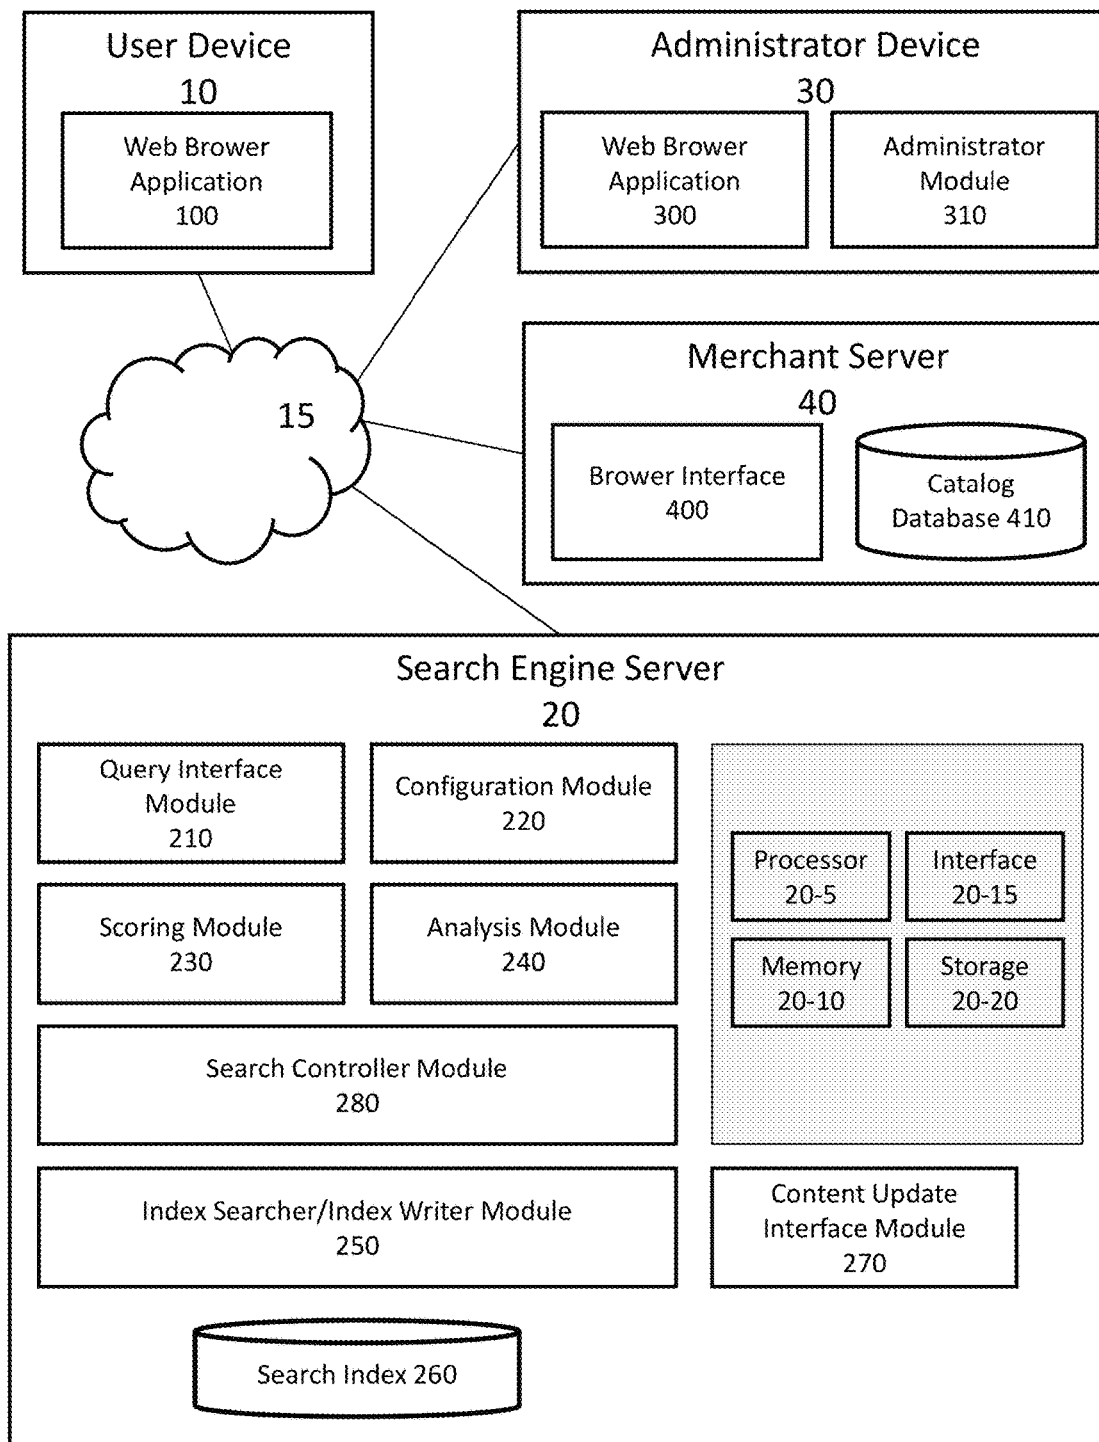 User Device
10
Web Brower
Application
100
Administrator Device
30
Web Brower
Application
300
Administrator
Module
310
15
Merchant Server
40
Brower Interface
400
Catalog
Database 410
Search Engine Server
20
Query Interface
Module
210
Configuration Module
220
Processor
20-5
Interface
20-15
Scoring Module
230
Analysis Module
240
Memory
20-10
Storage
20-20
Search Controller Module
280
Index Searcher/Index Writer Module
250
Content Update
Interface Module
270
Search Index 260